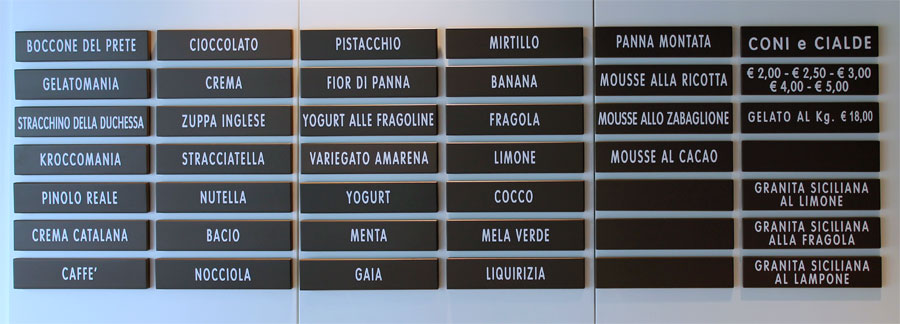 BOCCONE DEL PRETE
GELATOMANIA
STRACCHINO DELLA DUCHESSA
KROCCOMANIA
PINOLO REALE
CREMA CATALANA
CAFFE'
CIOCCOLATO
CREMA
ZUPPA INGLESE
STRACCIATELLA
NUTELLA
BACIO
NOCCIOLA
PISTACCHIO
FIOR DI PANNA
YOGURT ALLE FRAGOLINE
VARIEGATO AMARENA
YOGURT
MENTA
GAIA
MIRTILLO
BANANA
FRAGOLA
LIMONE
COCCO
MELA VERDE
LIQUIRIZIA
PANNA MONTATA
MOUSSE ALLA RICOTTA
MOUSSE ALLO ZABAGLIONE
MOUSSE AL CACAO
CONI e CIALDE
€ 2,00 - € 2,50 - € 3,00
€ 4,00 - € 5,00
GELATO AL Kg. € 18,00
GRANITA SICILIANA
AL LIMONE
GRANITA SICILIANA
ALLA FRAGOLA
GRANITA SICILIANA
AL LAMPONE